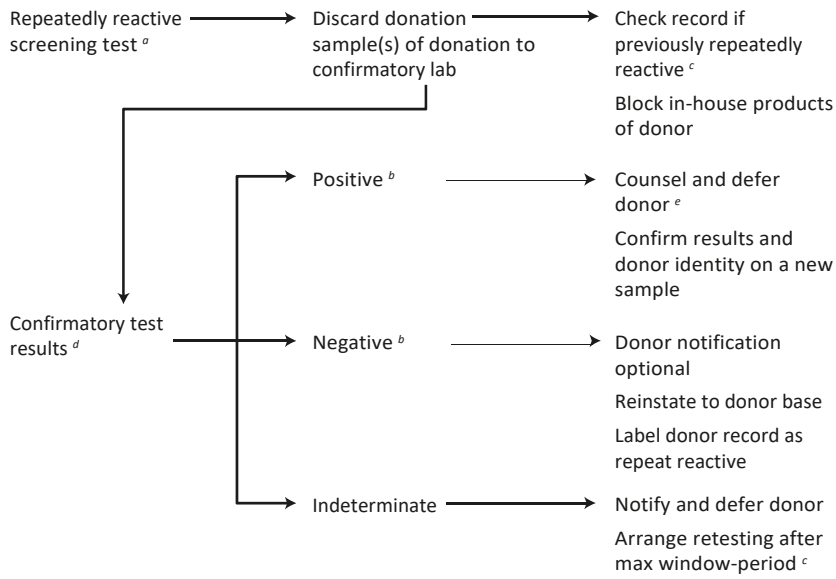 Repeatedly reactive
screening test a
Discard donation
sample(s) of donation to
confirmatory lab
Check record if
previously repeatedly
reactive c
Block in-house products
of donor
Positive b
Counsel and defer
donor e
Confirm results and
donor identity on a new
sample
Confirmatory test
results d
Negative b
Donor notification
optional
Reinstate to donor base
Label donor record as
repeat reactive
Indeterminate
Notify and defer donor
Arrange retesting after
max window-period c